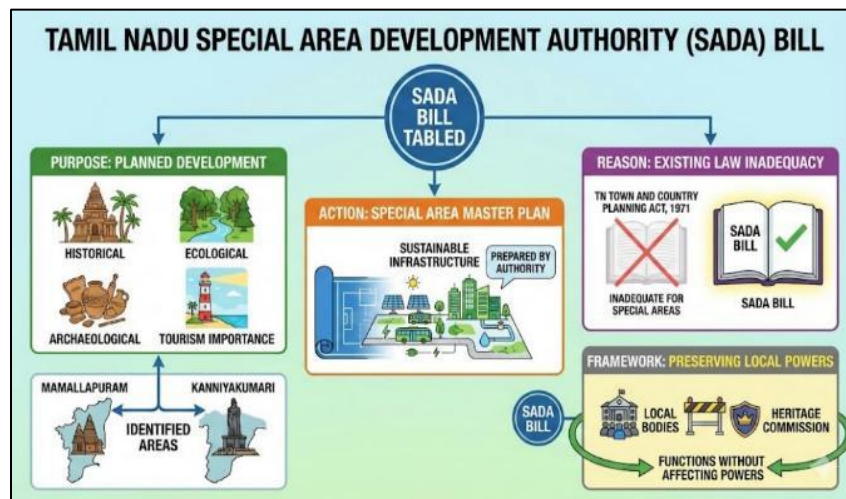 TAMIL NADU SPECIAL AREA DEVELOPMENT AUTHORITY (SADA) BILL
SADA
BILL
TABLED
PURPOSE: PLANNED DEVELOPMENT
HISTORICAL
ECOLOGICAL
ARCHAEOLOGICAL
TOURISM IMPORTANCE
MAMALLAPURAM
KANNIYAKUMARI
IDENTIFIED
AREAS
ACTION: SPECIAL AREA MASTER PLAN
SUSTAINABLE
INFRASTRUCTURE
PREPARED BY
AUTHORITY
REASON: EXISTING LAW INADEQUACY
TN TOWN AND COUNTRY
PLANNING ACT, 1971
INADEQUATE FOR
SPECIAL AREAS
SADA
BILL
SADA BILL
FRAMEWORK: PRESERVING LOCAL POWERS
SADA
BILL
LOCAL
BODIES
HERITAGE
COMMISSION
FUNCTIONS WITHOUT
AFFECTING POWERS